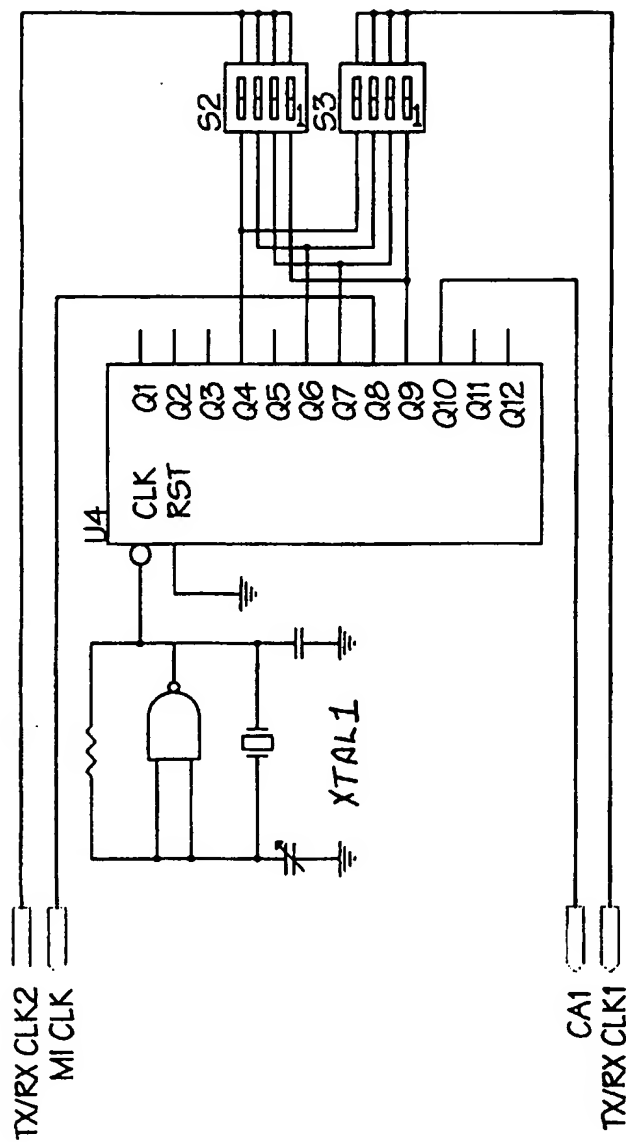 TX/RX CLK2
MI CLK
S2
1
S3
1
U4
CLK
RST
Q1
Q2
Q3
Q4
Q5
Q6
Q7
Q8
Q9
Q10
Q11
Q12
XTAL1
CA1
TX/RX CLK1